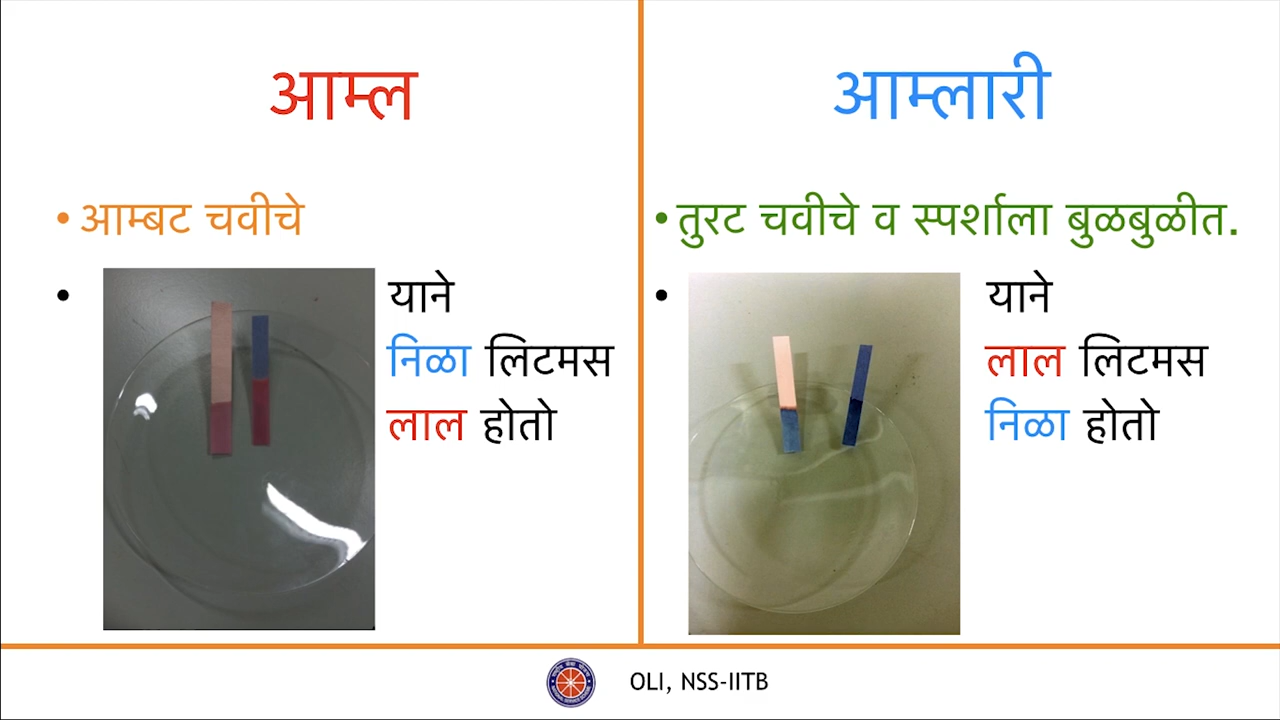 आम्ल
• आम्बट चवीचे
• याने
निळा लिटमस
लाल होतो
आम्लारी
• तुरट चवीचे व स्पर्शाला बुळबुळीत.
• याने
लाल लिटमस
निळा होतो
OLI, NSS-IITB